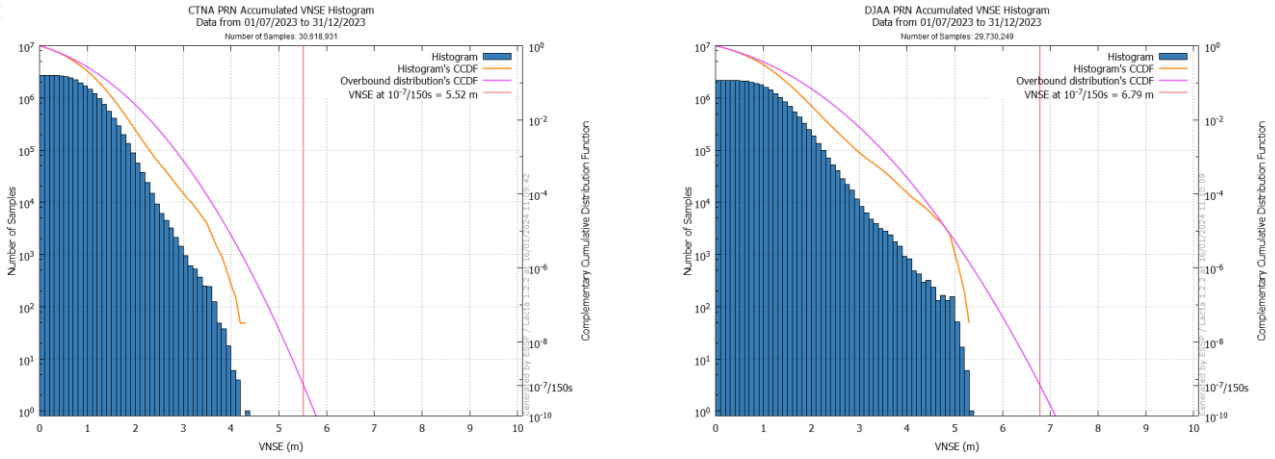 CTNA PRN Accumulated VNSE Histogram
Data from 01/07/2023 to 31/12/2023
Number of Samples: 30,618,931
Histogram
Histogram's CCDF
Overbound distribution's CCDF
VNSE at 10⁻⁷/150s = 5.52 m
Number of Samples
10⁷
10⁶
10⁵
10⁴
10³
10²
10¹
10⁰
0 1 2 3 4 5 6 7 8 9 10
VNSE (m)
10⁰
10⁻²
10⁻⁴
10⁻⁶
10⁻⁸
10⁻⁷/150s
10⁻¹⁰
Complementary Cumulative Distribution Function
DJAA PRN Accumulated VNSE Histogram
Data from 01/07/2023 to 31/12/2023
Number of Samples: 29,730,249
Histogram
Histogram's CCDF
Overbound distribution's CCDF
VNSE at 10⁻⁷/150s = 6.79 m
Number of Samples
10⁷
10⁶
10⁵
10⁴
10³
10²
10¹
10⁰
0 1 2 3 4 5 6 7 8 9 10
VNSE (m)
10⁰
10⁻²
10⁻⁴
10⁻⁶
10⁻⁸
10⁻⁷/150s
10⁻¹⁰
Complementary Cumulative Distribution Function